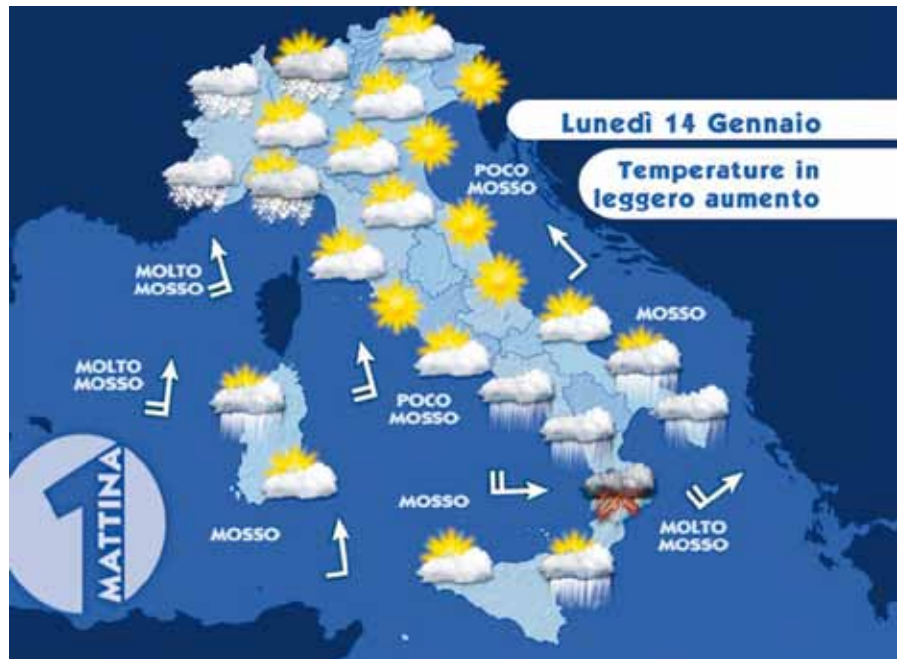 Lunedì 14 Gennaio
Temperature in
leggero aumento
POCO
MOSSO
MOLTO
MOSSO
MOSSO
MOLTO
MOSSO
POCO
MOSSO
MOSSO
MOSSO
MOLTO
MOSSO
1
MATTINA